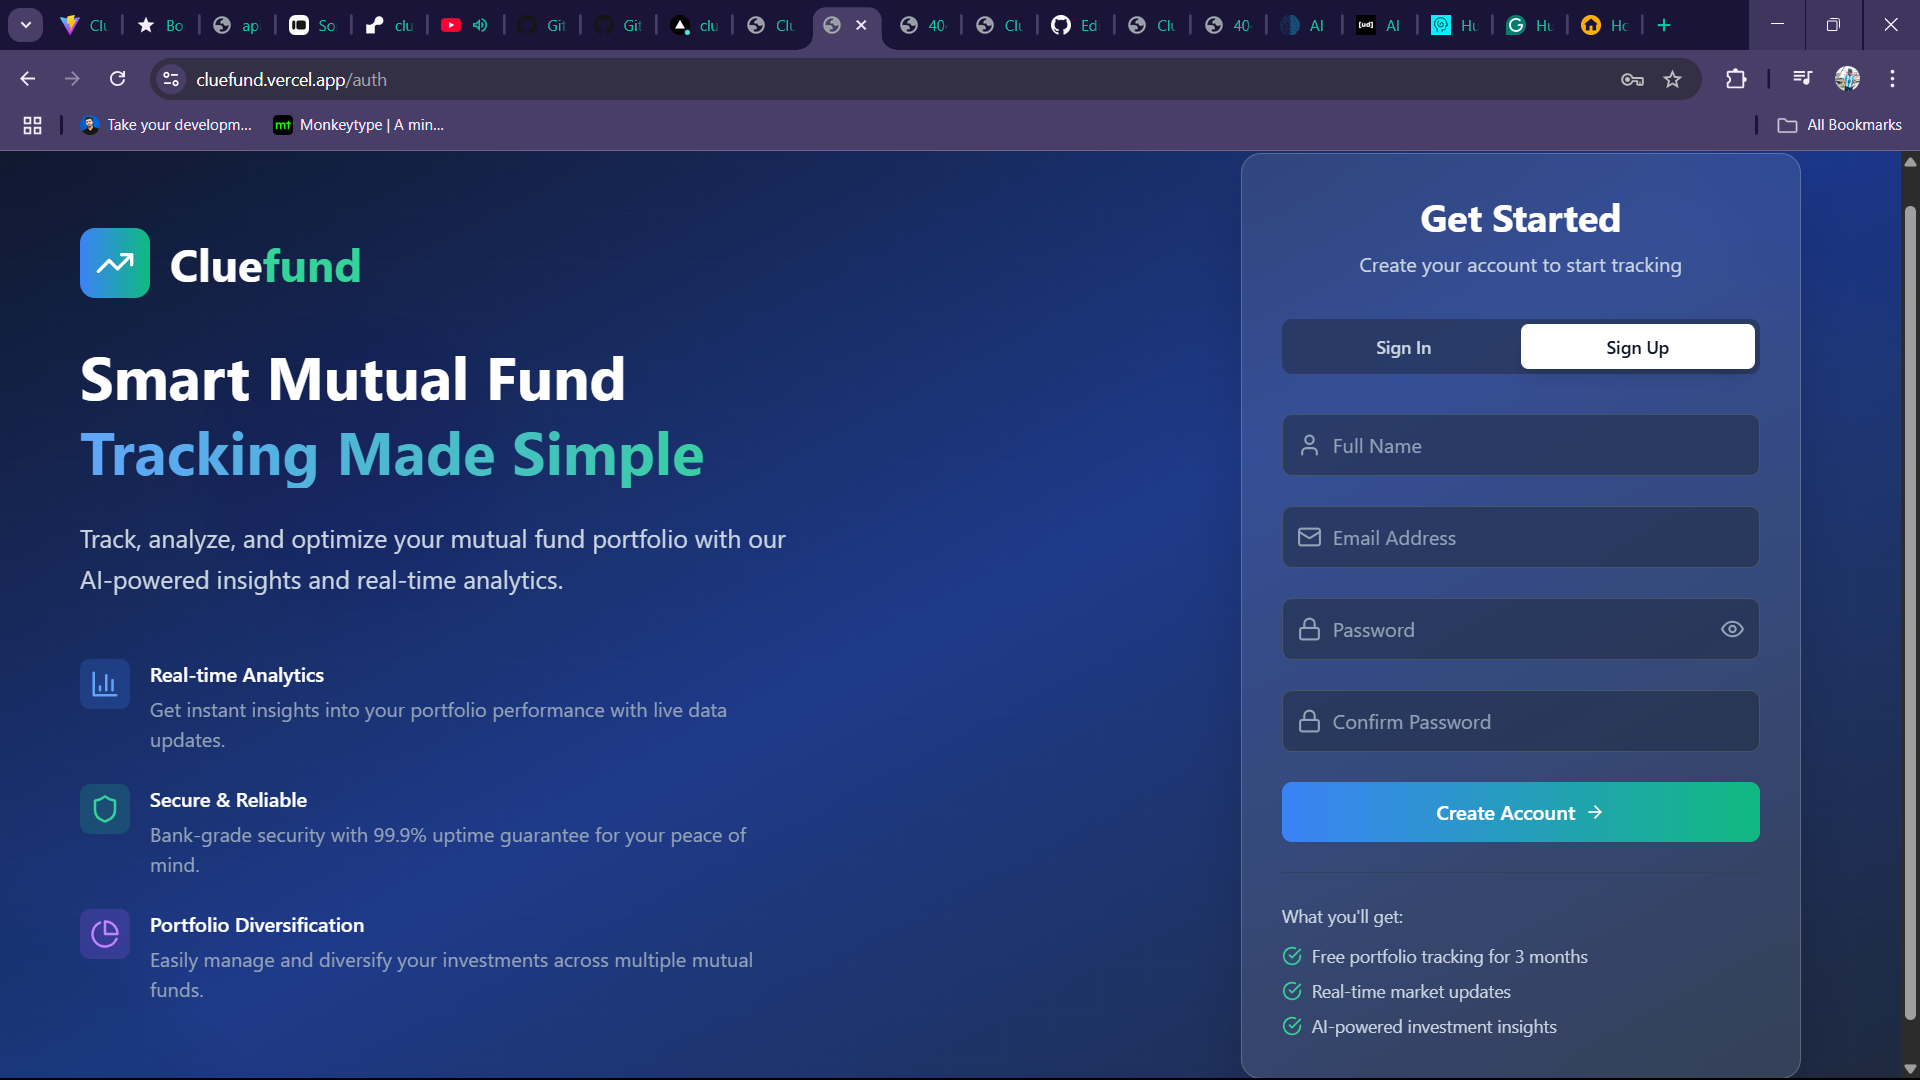 Clu
Bo
ap
So
clu
Git
Git
clu
Clu
40
Clu
Ed
Clu
40
AI
AI
Hu
Hu
Ho
cluefund.vercel.app/auth
Take your developm...
mt Monkeytype | A min...
All Bookmarks
Cluefund
Smart Mutual Fund
Tracking Made Simple
Track, analyze, and optimize your mutual fund portfolio with our
AI-powered insights and real-time analytics.
Real-time Analytics
Get instant insights into your portfolio performance with live data
updates.
Secure & Reliable
Bank-grade security with 99.9% uptime guarantee for your peace of
mind.
Portfolio Diversification
Easily manage and diversify your investments across multiple mutual
funds.
Get Started
Create your account to start tracking
Sign In
Sign Up
Full Name
Email Address
Password
Confirm Password
Create Account →
What you'll get:
Free portfolio tracking for 3 months
Real-time market updates
AI-powered investment insights